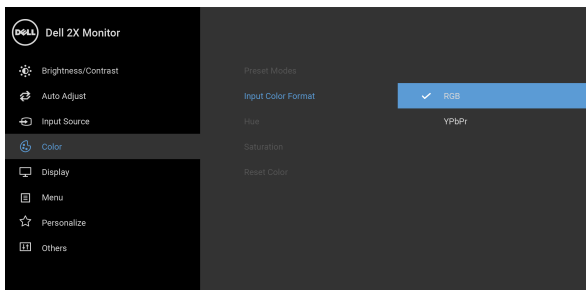 DELL Dell 2X Monitor
Brightness/Contrast
Auto Adjust
Input Source
Color
Display
Menu
Personalize
Others
Preset Modes
Input Color Format
Hue
Saturation
Reset Color
RGB
YPbPr